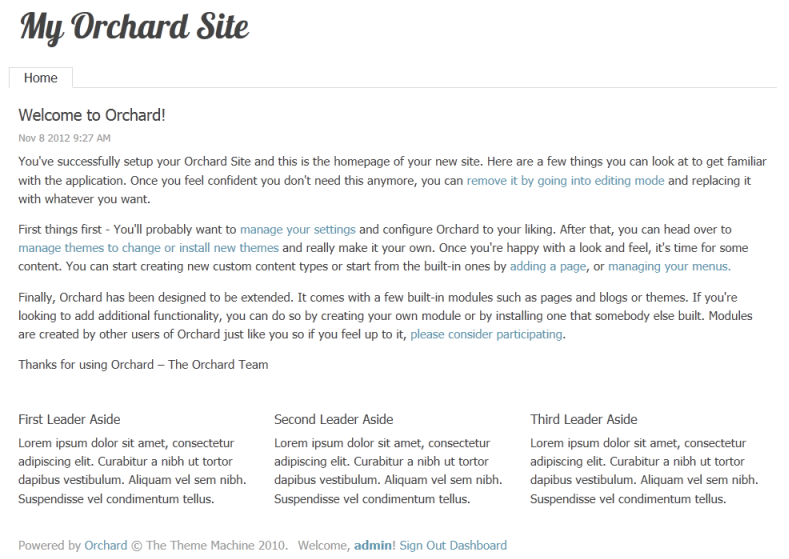 My Orchard Site
Home
Welcome to Orchard!
Nov 8 2012 9:27 AM
You've successfully setup your Orchard Site and this is the homepage of your new site. Here are a few things you can look at to get familiar
with the application. Once you feel confident you don't need this anymore, you can remove it by going into editing mode and replacing it
with whatever you want.
First things first - You'll probably want to manage your settings and configure Orchard to your liking. After that, you can head over to
manage themes to change or install new themes and really make it your own. Once you're happy with a look and feel, it's time for some
content. You can start creating new custom content types or start from the built-in ones by adding a page, or managing your menus.
Finally, Orchard has been designed to be extended. It comes with a few built-in modules such as pages and blogs or themes. If you're
looking to add additional functionality, you can do so by creating your own module or by installing one that somebody else built. Modules
are created by other users of Orchard just like you so if you feel up to it, please consider participating.
Thanks for using Orchard – The Orchard Team
First Leader Aside
Lorem ipsum dolor sit amet, consectetur
adipiscing elit. Curabitur a nibh ut tortor
dapibus vestibulum. Aliquam vel sem nibh.
Suspendisse vel condimentum tellus.
Second Leader Aside
Lorem ipsum dolor sit amet, consectetur
adipiscing elit. Curabitur a nibh ut tortor
dapibus vestibulum. Aliquam vel sem nibh.
Suspendisse vel condimentum tellus.
Third Leader Aside
Lorem ipsum dolor sit amet, consectetur
adipiscing elit. Curabitur a nibh ut tortor
dapibus vestibulum. Aliquam vel sem nibh.
Suspendisse vel condimentum tellus.
Powered by Orchard © The Theme Machine 2010. Welcome, admin! Sign Out Dashboard